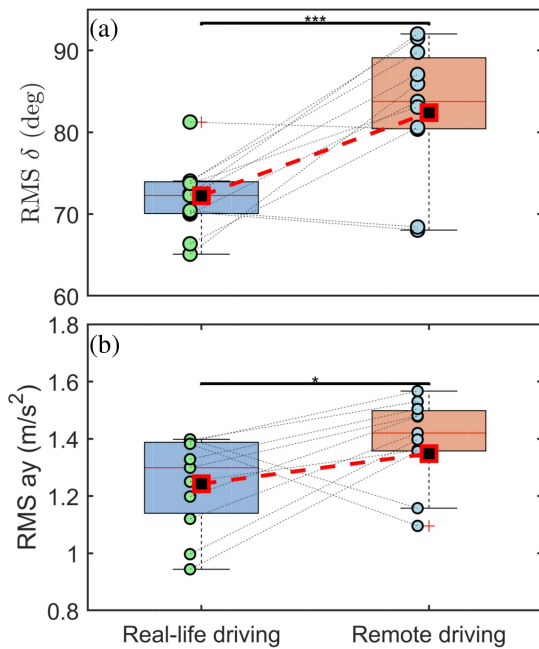 (a)
***
90
80
70
60
RMS δ (deg)
(b)
*
1.8
1.6
1.4
1.2
1
0.8
RMS ay (m/s²)
Real-life driving Remote driving